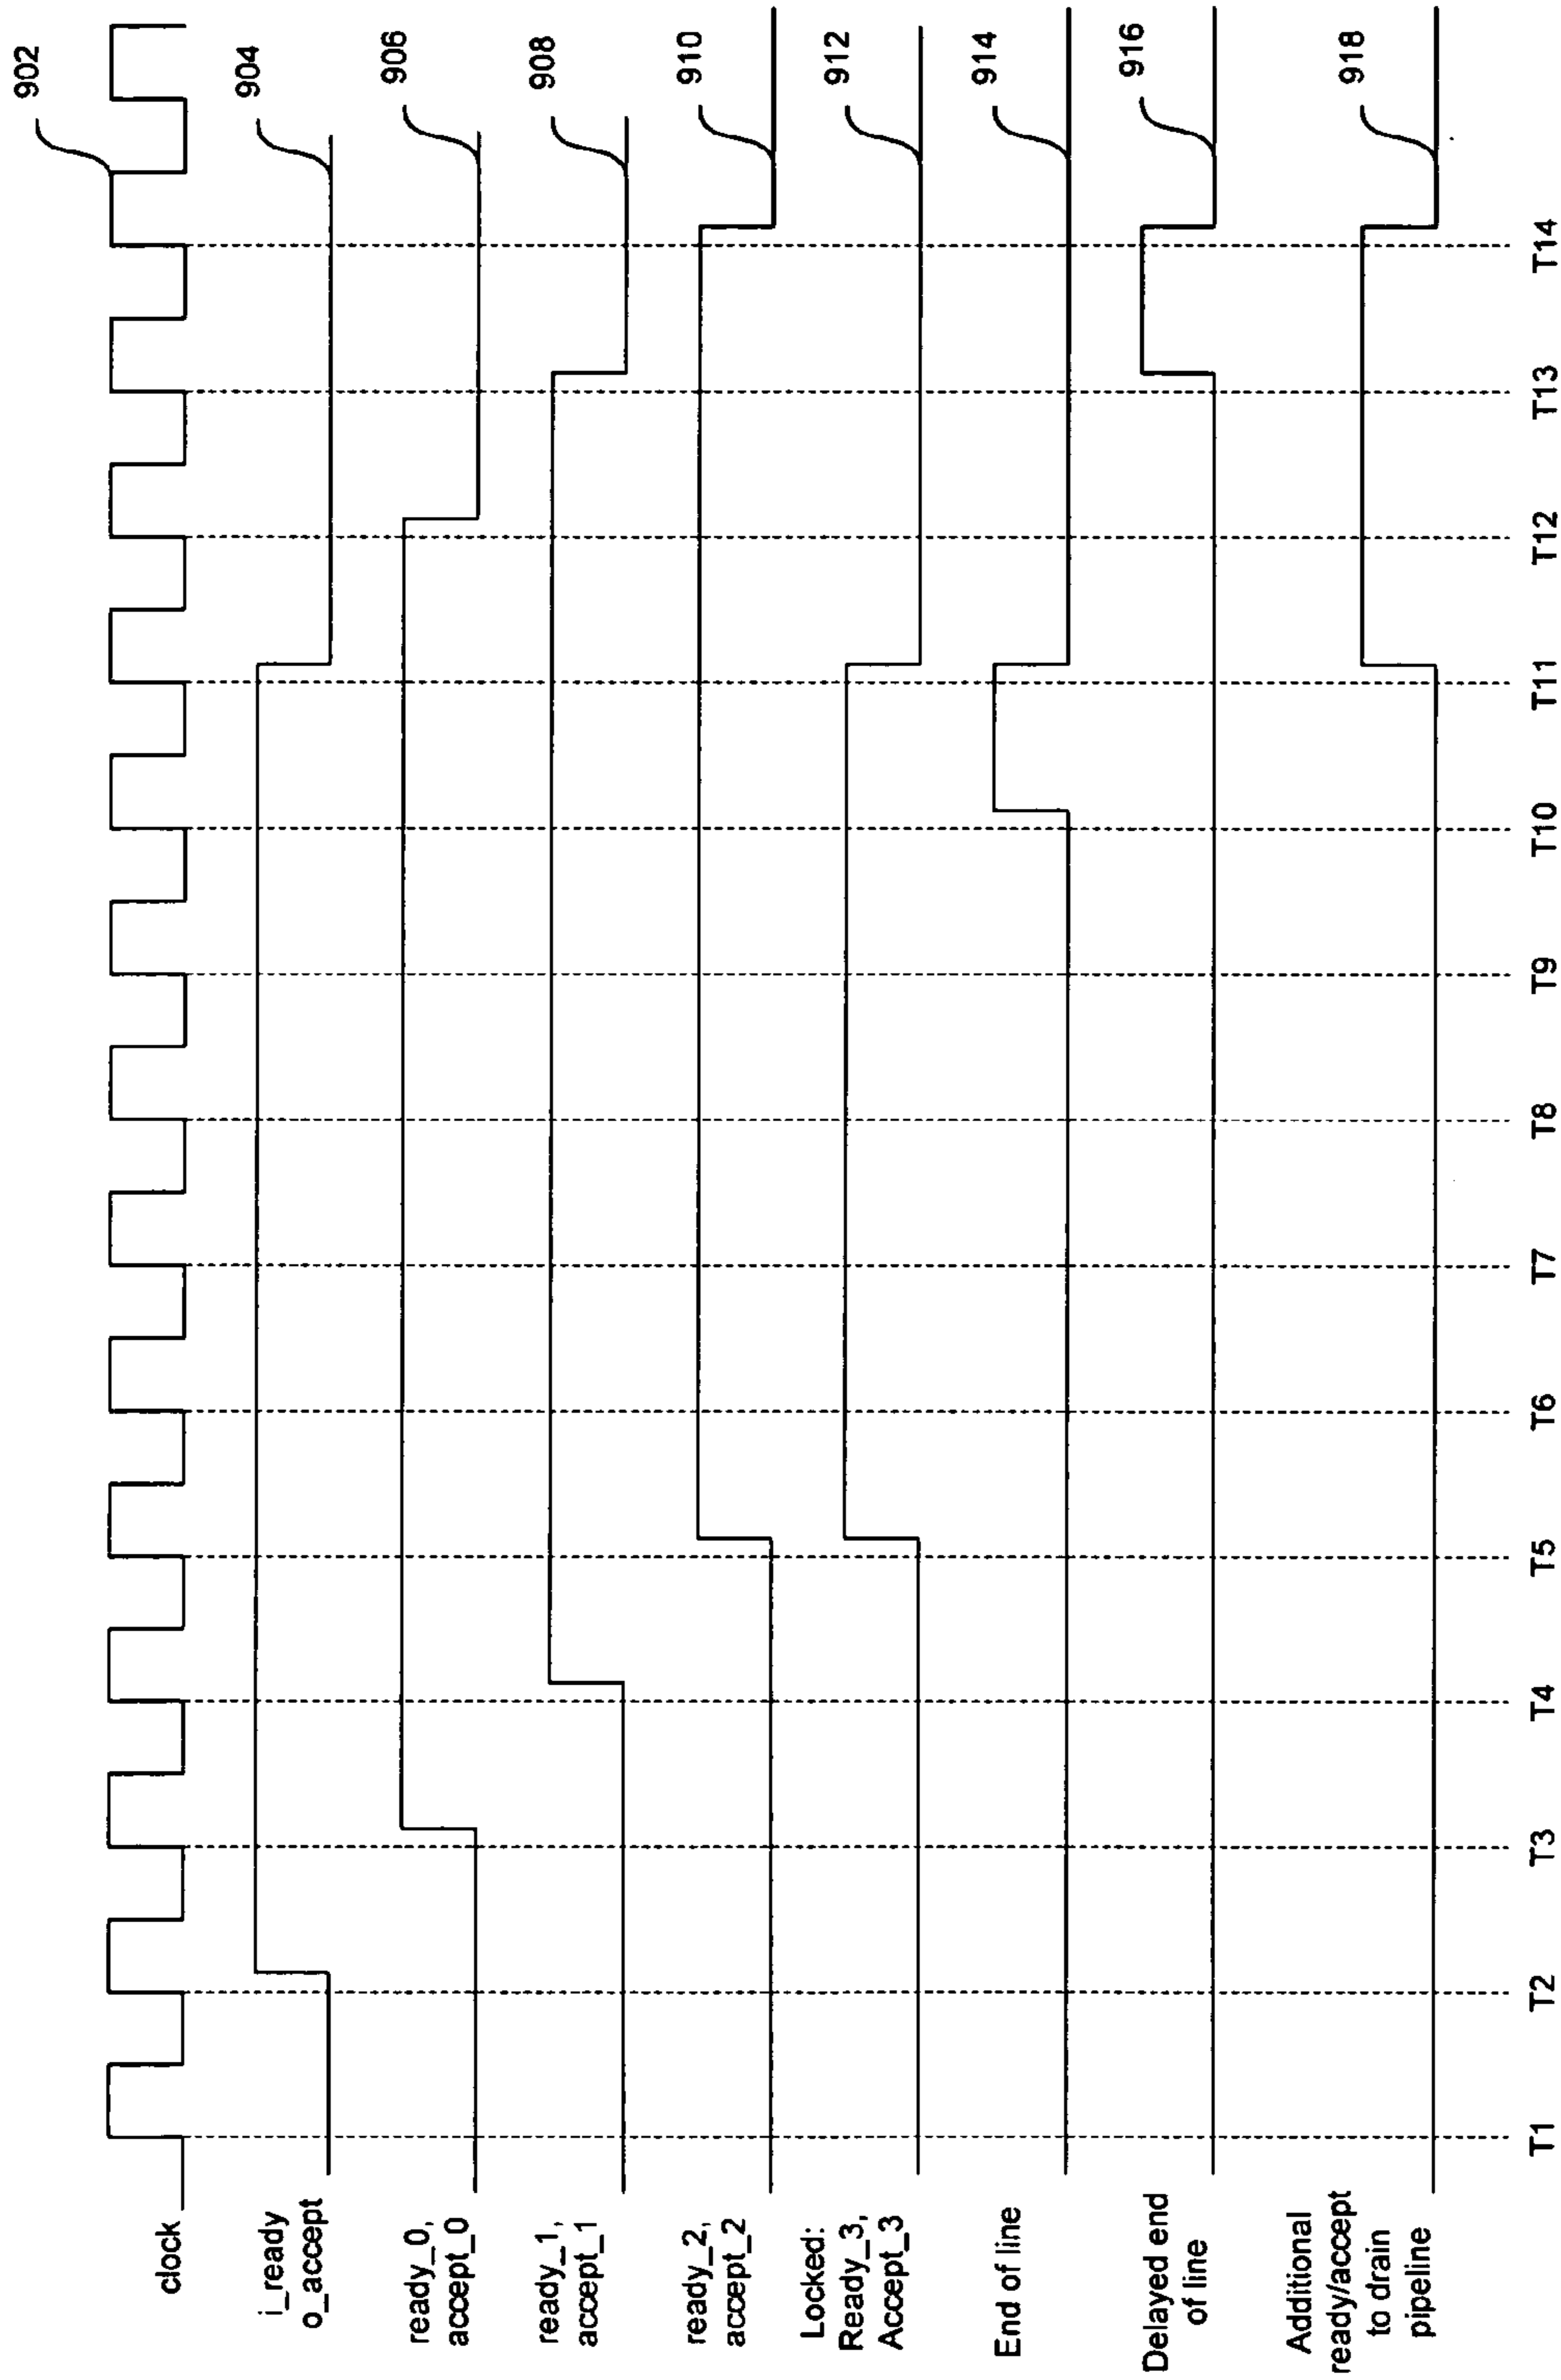 clock
902
i_ready
o_accept
904
ready_0,
accept_0
906
ready_1,
accept_1
908
ready_2,
accept_2
910
Locked:
Ready_3,
Accept_3
912
End of line
914
Delayed end
of line
916
Additional
ready/accept
to drain
pipeline
918
T1
T2
T3
T4
T5
T6
T7
T8
T9
T10
T11
T12
T13
T14